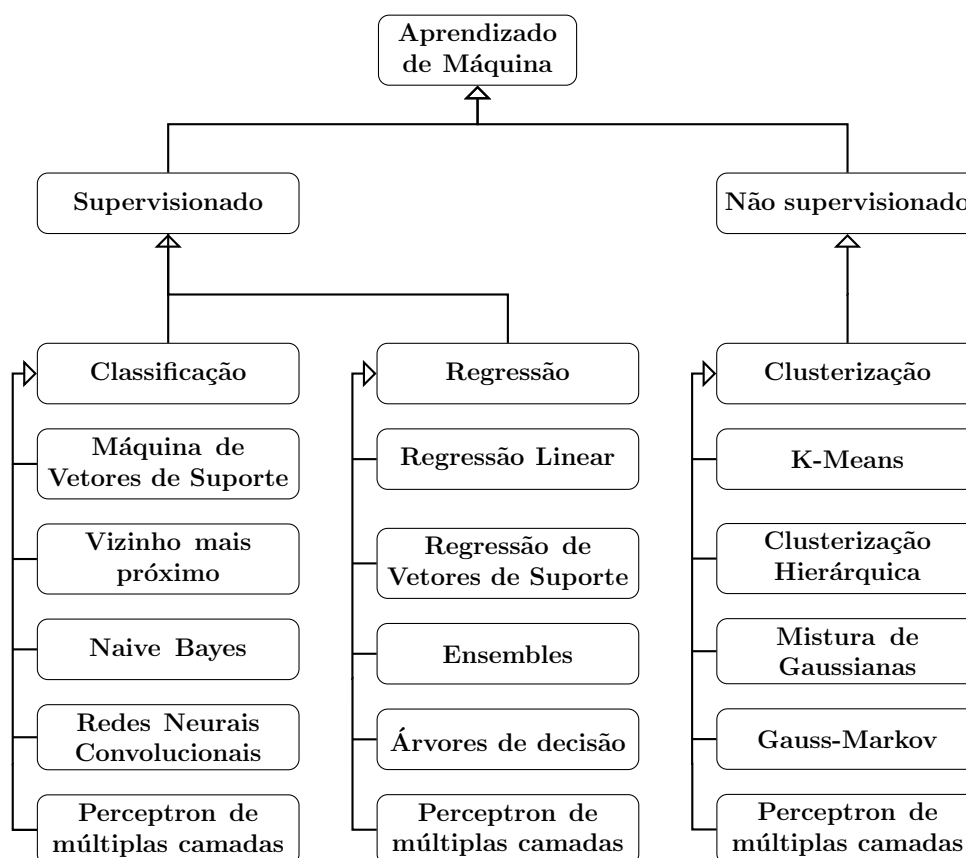 Aprendizado
de Máquina
Supervisionado
Não supervisionado
Classificação
Regressão
Clusterização
Máquina de
Vetores de Suporte
Regressão Linear
K-Means
Vizinho mais
próximo
Regressão de
Vetores de Suporte
Clusterização
Hierárquica
Naive Bayes
Ensembles
Mistura de
Gaussianas
Redes Neurais
Convolucionais
Árvores de decisão
Gauss-Markov
Perceptron de
múltiplas camadas
Perceptron de
múltiplas camadas
Perceptron de
múltiplas camadas